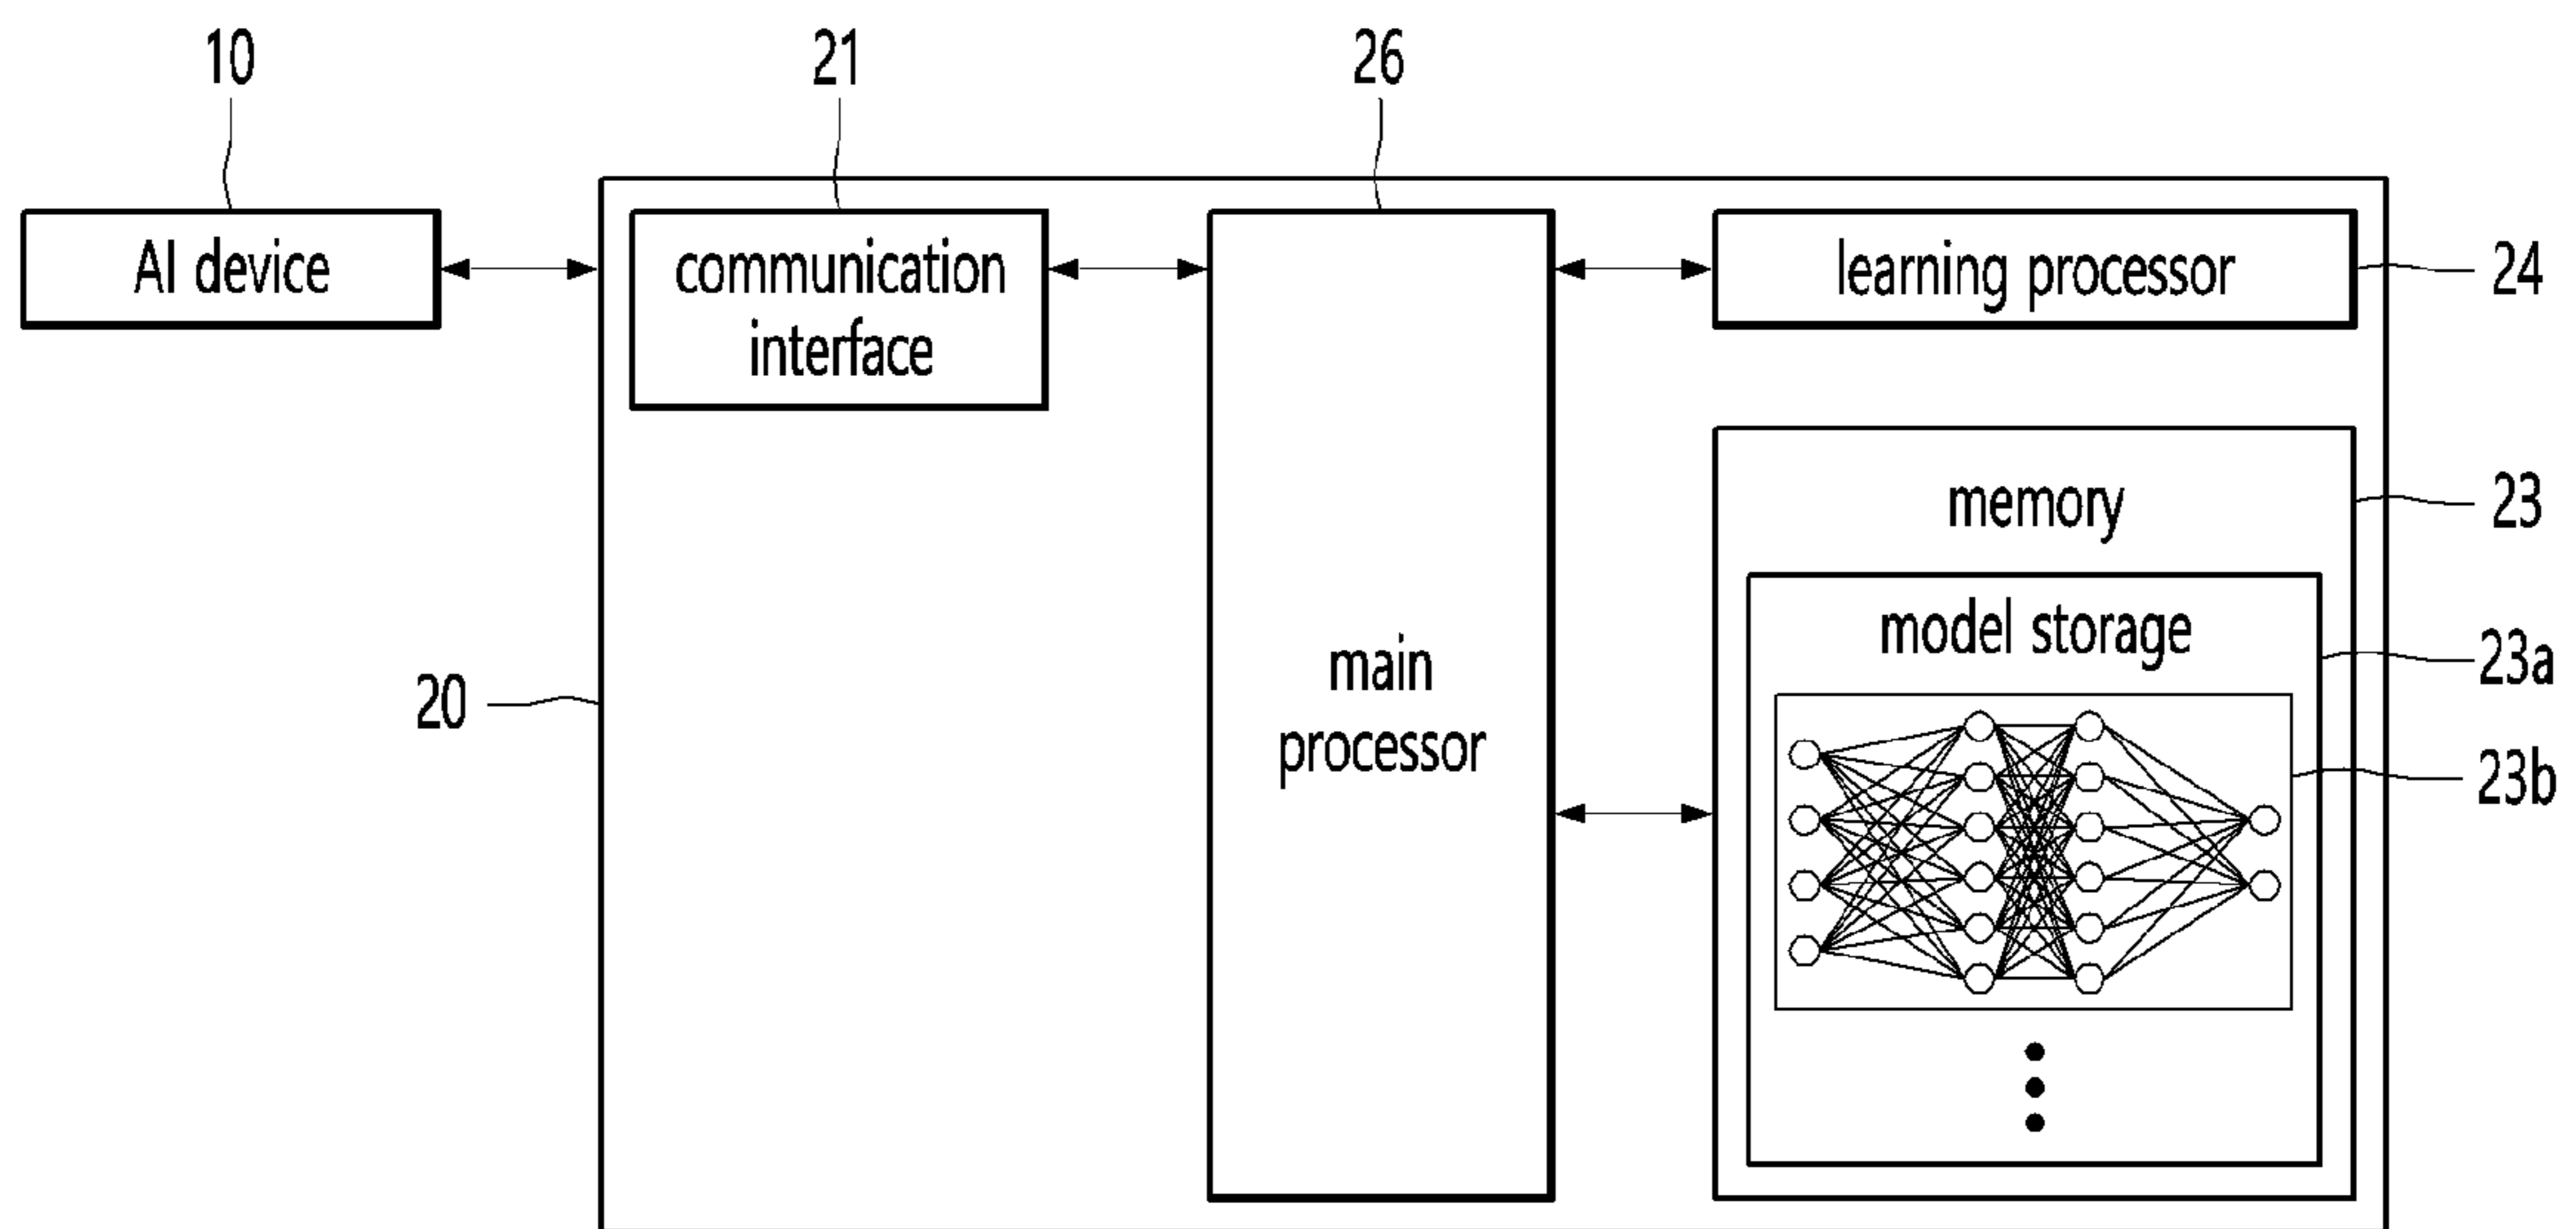 10
21
26
AI device
communication
interface
learning processor
24
memory
23
model storage
23a
main
processor
20
23b